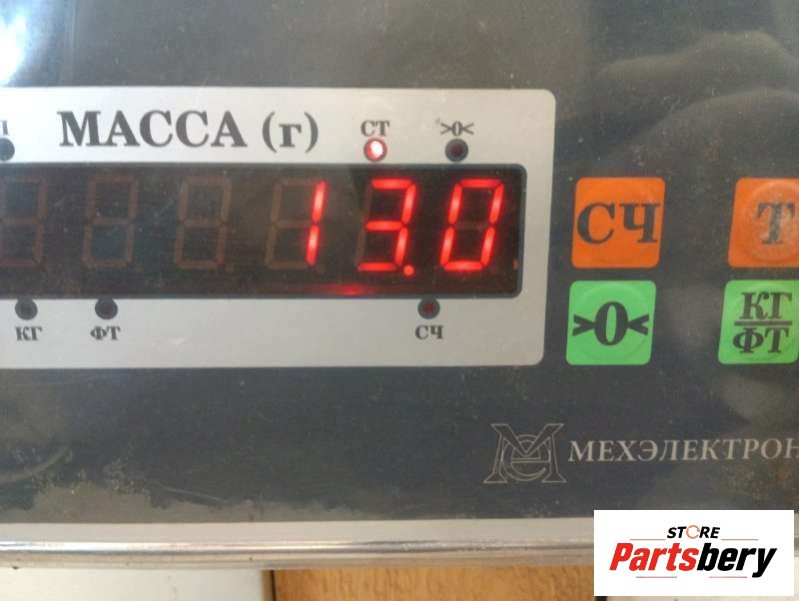 МАССА (г)
СТ
>0<
13.0
КГ
ФТ
СЧ
СЧ
Т
>0<
КГ
ФТ
МЕХЭЛЕКТРОН
STORE
Partsbery